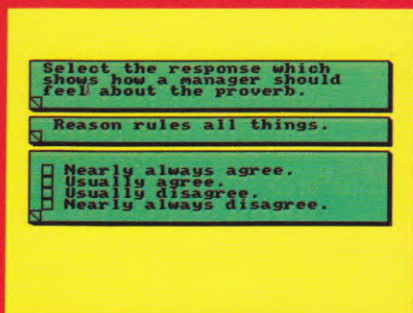 Select the response which
shows how a manager should
feel about the proverb.
Reason rules all things.
Nearly always agree.
Usually agree.
Usually disagree.
Nearly always disagree.